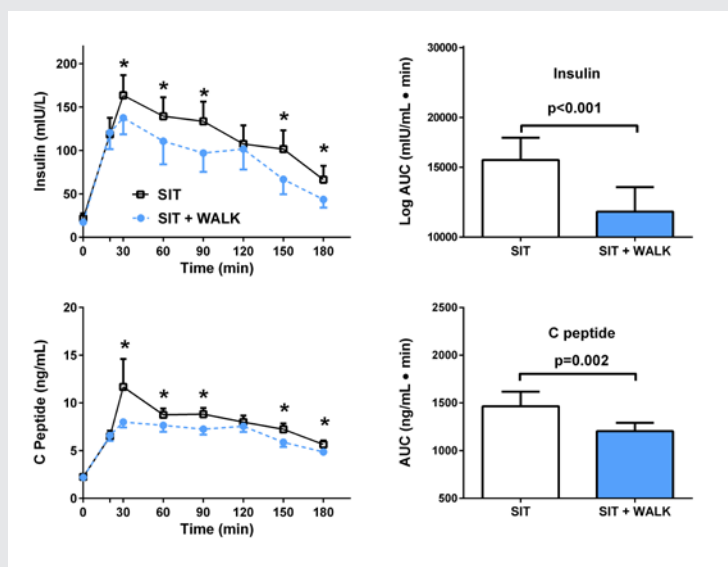 200
150
100
50
0
Insulin (mIU/L)
*
*
*
*
*
SIT
SIT + WALK
0
30
60
90
120
150
180
Time (min)
30000
20000
15000
10000
Log AUC (mIU/mL • min)
Insulin
p<0.001
SIT
SIT + WALK
20
15
10
5
0
C Peptide (ng/mL)
*
*
*
*
*
0
30
60
90
120
150
180
Time (min)
2500
2000
1500
1000
500
AUC (ng/mL • min)
C peptide
p=0.002
SIT
SIT + WALK